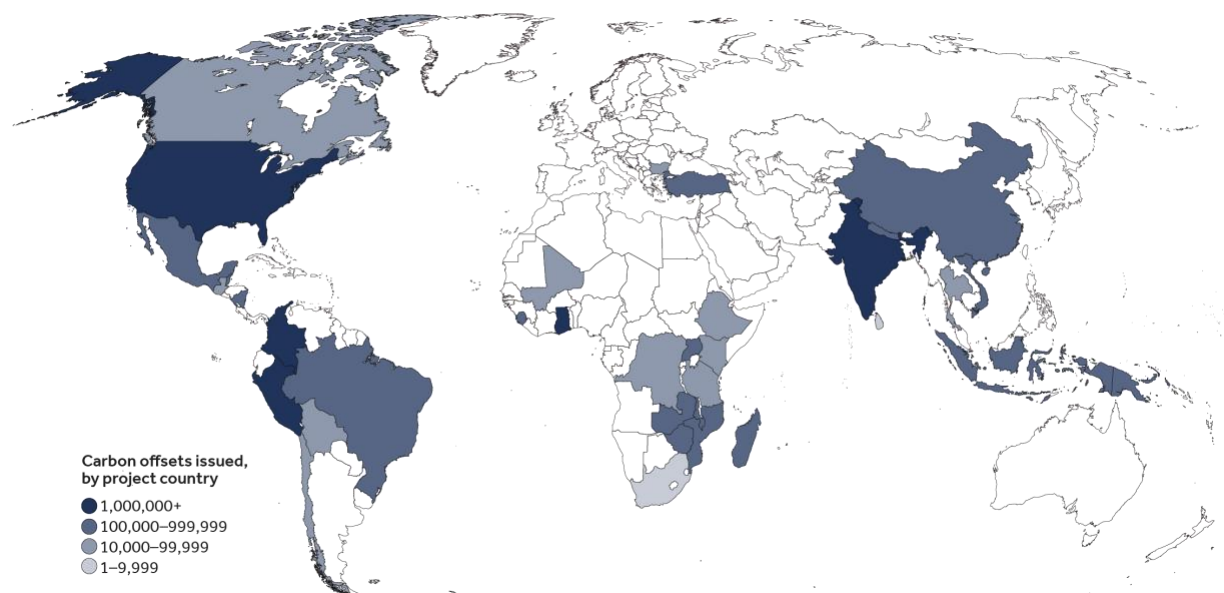 Carbon offsets issued,
by project country
1,000,000+
100,000–999,999
10,000–99,999
1–9,999